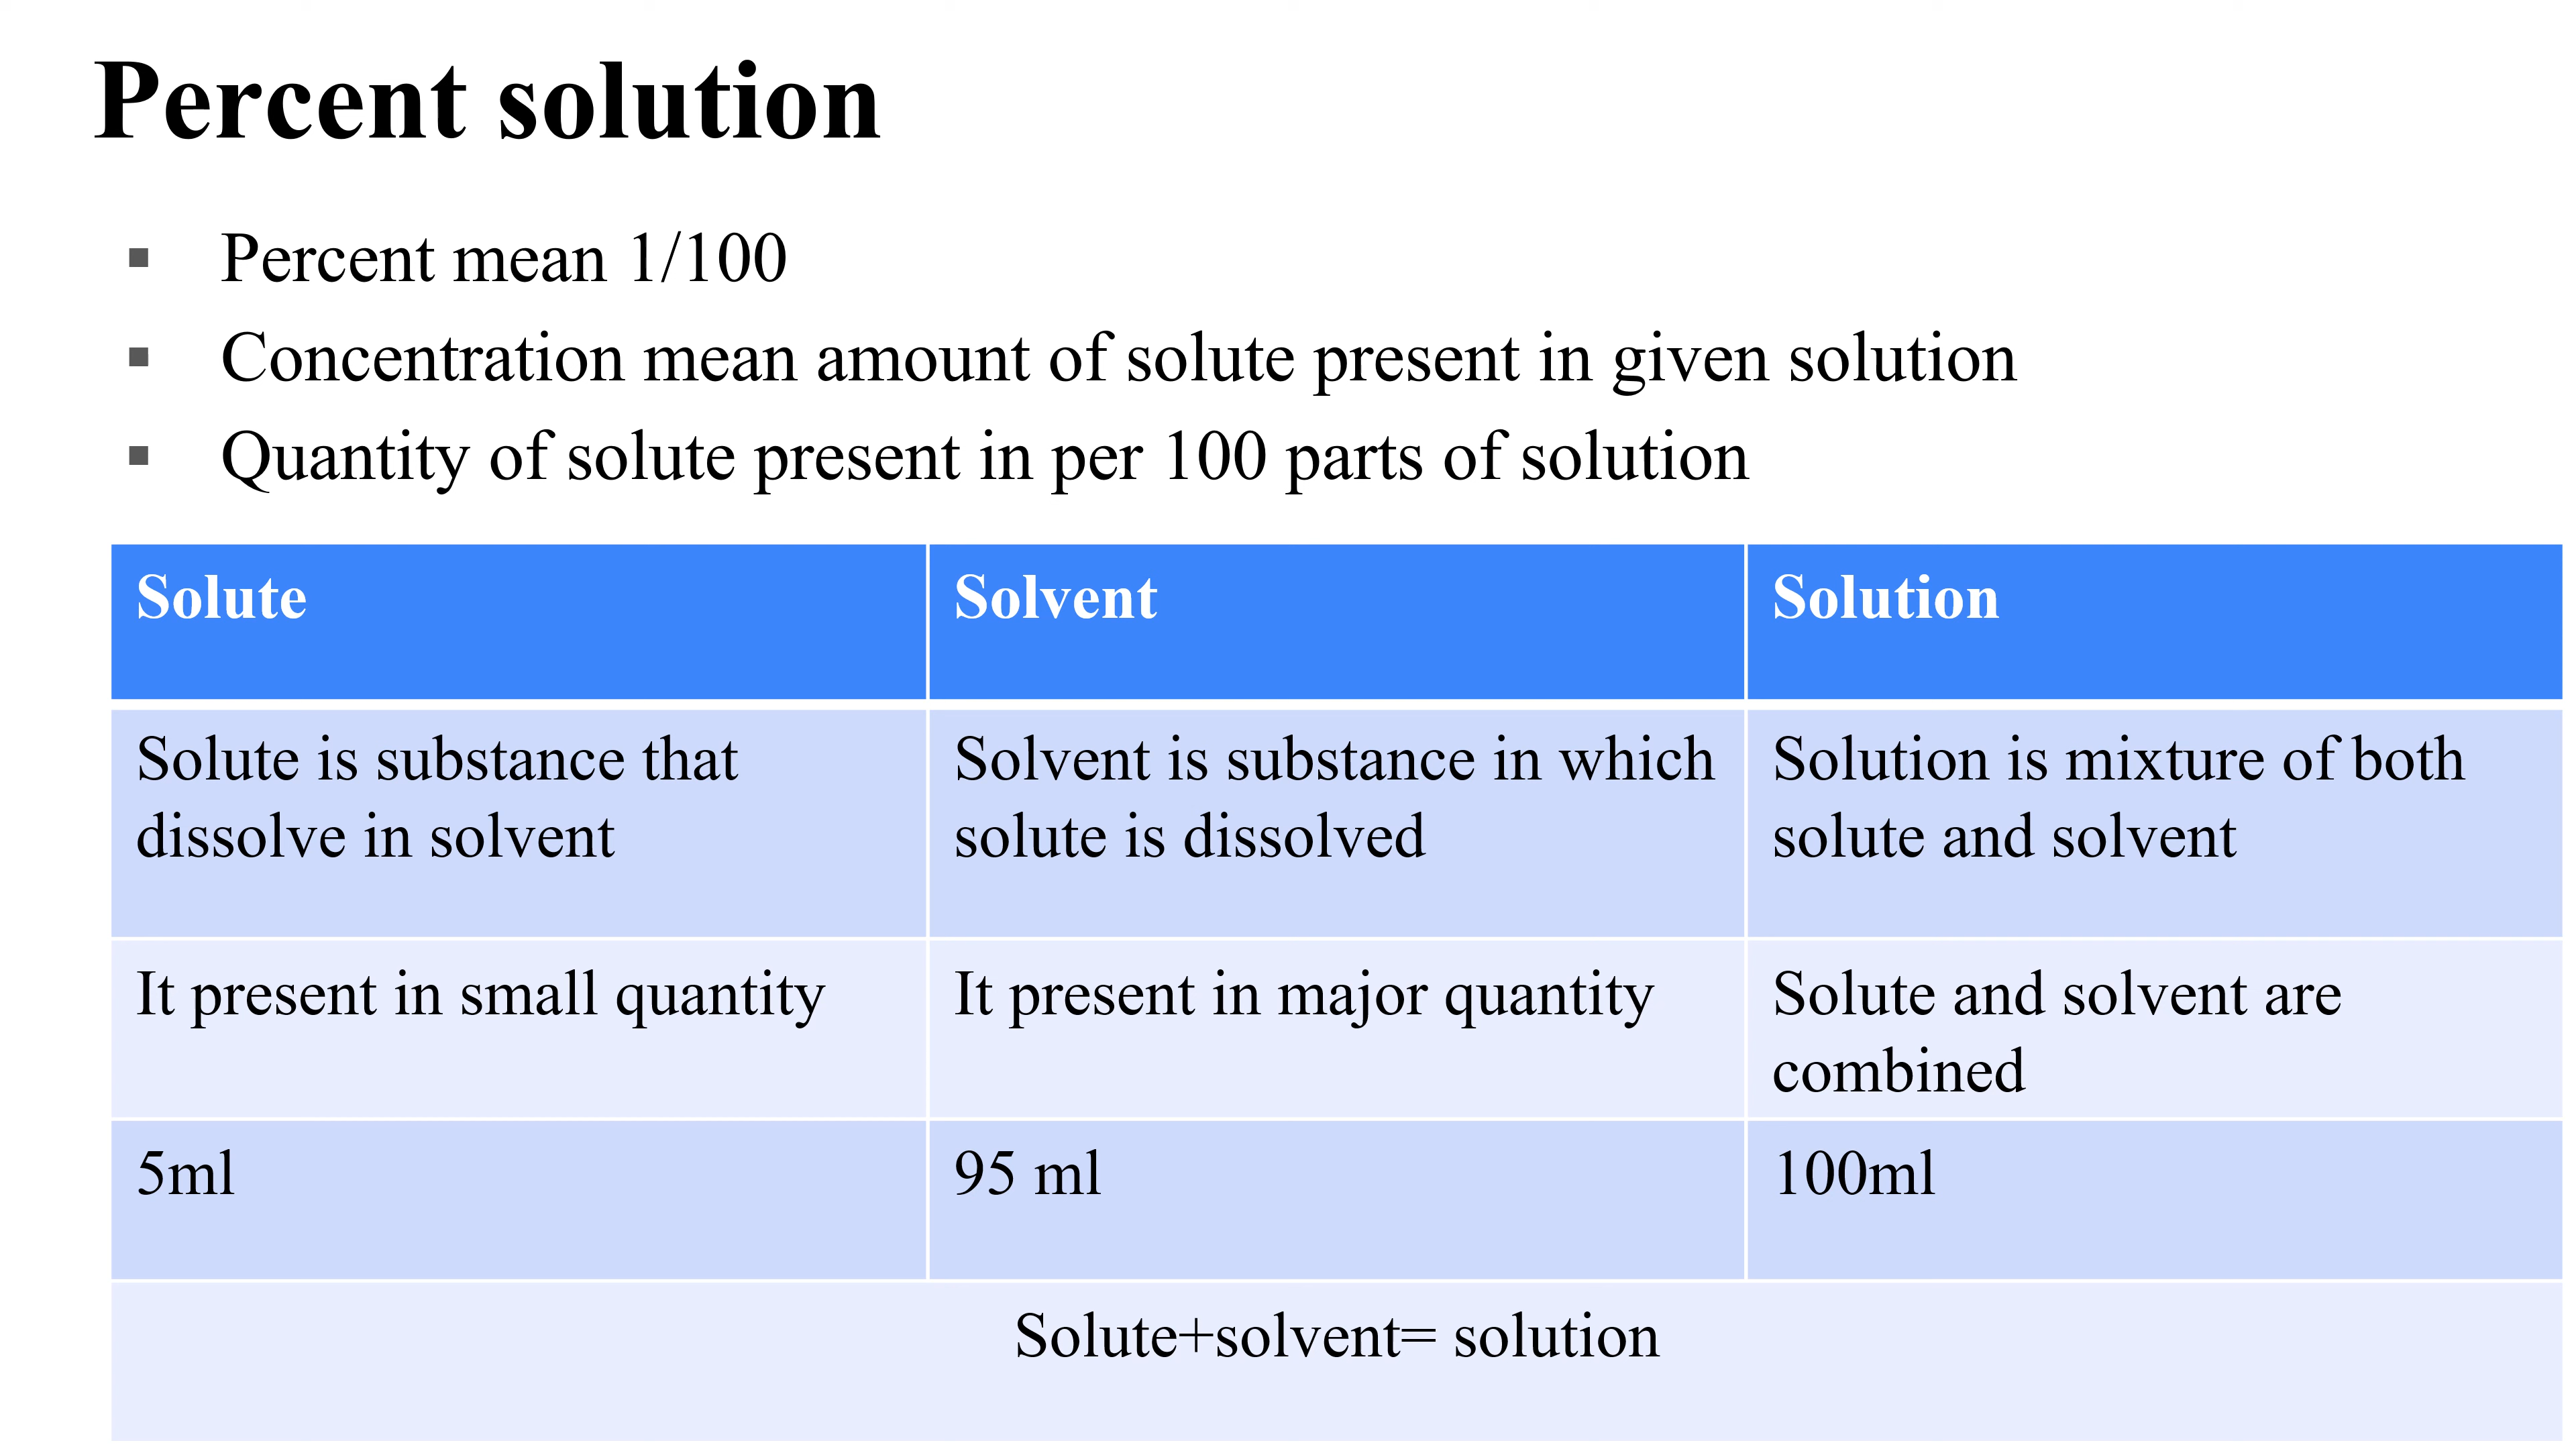 Percent solution
▪ Percent mean 1/100
▪ Concentration mean amount of solute present in given solution
▪ Quantity of solute present in per 100 parts of solution
Solute
Solvent
Solution
Solute is substance that
dissolve in solvent
Solvent is substance in which
solute is dissolved
Solution is mixture of both
solute and solvent
It present in small quantity
It present in major quantity
Solute and solvent are
combined
5ml
95 ml
100ml
Solute+solvent= solution